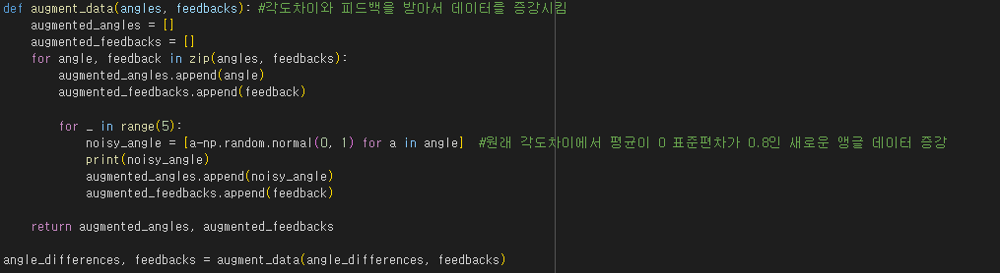 def augment_data(angles, feedbacks): #각도차이와 피드백을 받아서 데이터를 증강시킴
    augmented_angles = []
    augmented_feedbacks = []
    for angle, feedback in zip(angles, feedbacks):
        augmented_angles.append(angle)
        augmented_feedbacks.append(feedback)

        for _ in range(5):
            noisy_angle = [a-np.random.normal(0, 1) for a in angle]  #원래 각도차이에서 평균이 0 표준편차가 0.8인 새로운 앵글 데이터 증강
            print(noisy_angle)
            augmented_angles.append(noisy_angle)
            augmented_feedbacks.append(feedback)

    return augmented_angles, augmented_feedbacks

angle_differences, feedbacks = augment_data(angle_differences, feedbacks)